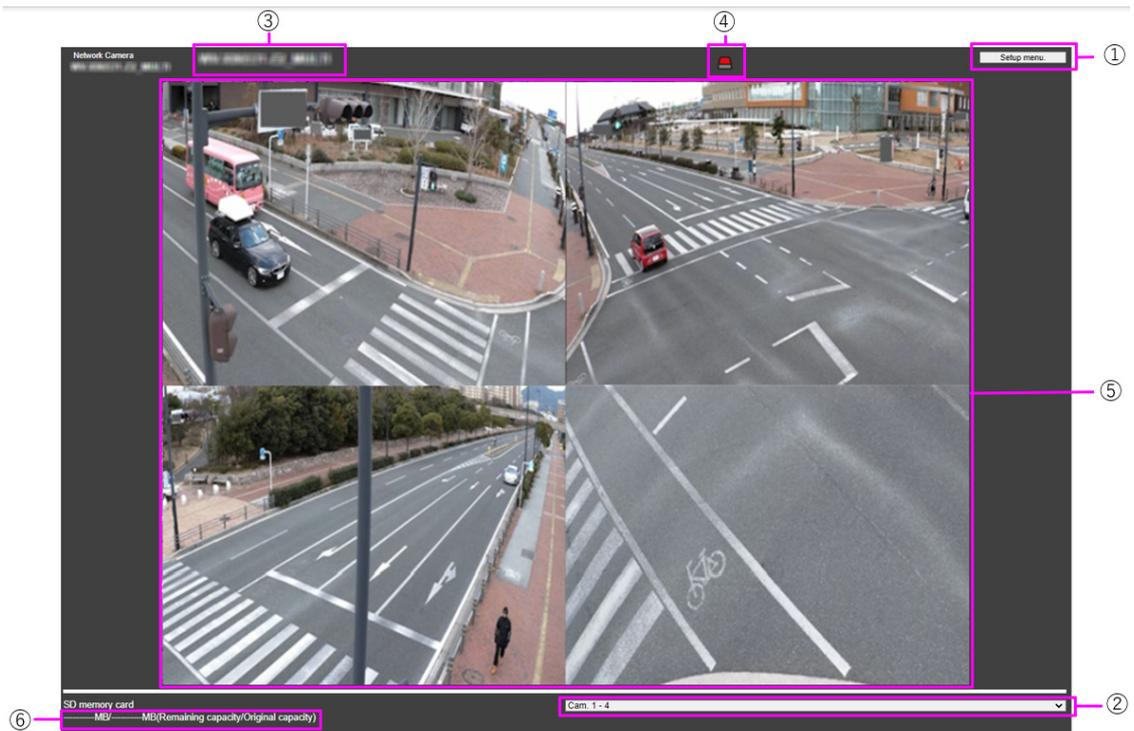 ③
④
①
Network Camera
Setup menu.
⑤
SD memory card
Cam. 1 - 4
②
⑥
----------MB/----------MB(Remaining capacity/Original capacity)